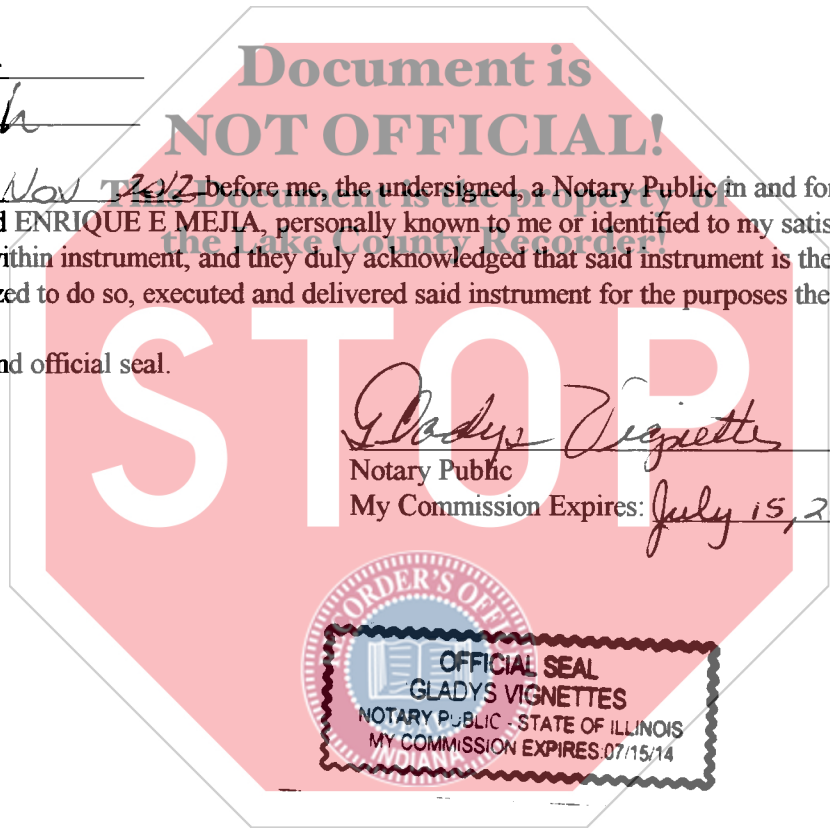 Document is
NOT OFFICIAL!
This Document is the property of
the Lake County Recorder!
STOP
Nov 2012 before me, the undersigned, a Notary Public in and for
ENRIQUE E MEJIA, personally known to me or identified to my satis
ithin instrument, and they duly acknowledged that said instrument is the
zed to do so, executed and delivered said instrument for the purposes the
nd official seal.
Gladys Vignettes
Notary Public
My Commission Expires: July 15, 2
RECORDER'S OFFI
INDIANA
OFFICIAL SEAL
GLADYS VIGNETTES
NOTARY PUBLIC - STATE OF ILLINOIS
MY COMMISSION EXPIRES:07/15/14